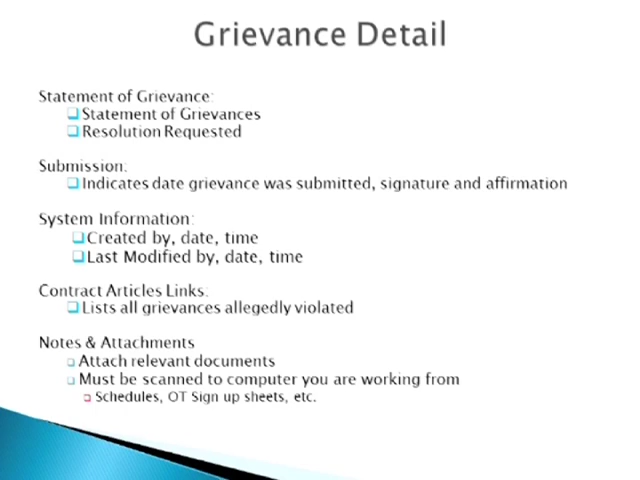 Grievance Detail
Statement of Grievance:
Statement of Grievances
Resolution Requested
Submission:
Indicates date grievance was submitted, signature and affirmation
System Information:
Created by, date, time
Last Modified by, date, time
Contract Articles Links:
Lists all grievances allegedly violated
Notes & Attachments
Attach relevant documents
Must be scanned to computer you are working from
Schedules, OT Sign up sheets, etc.